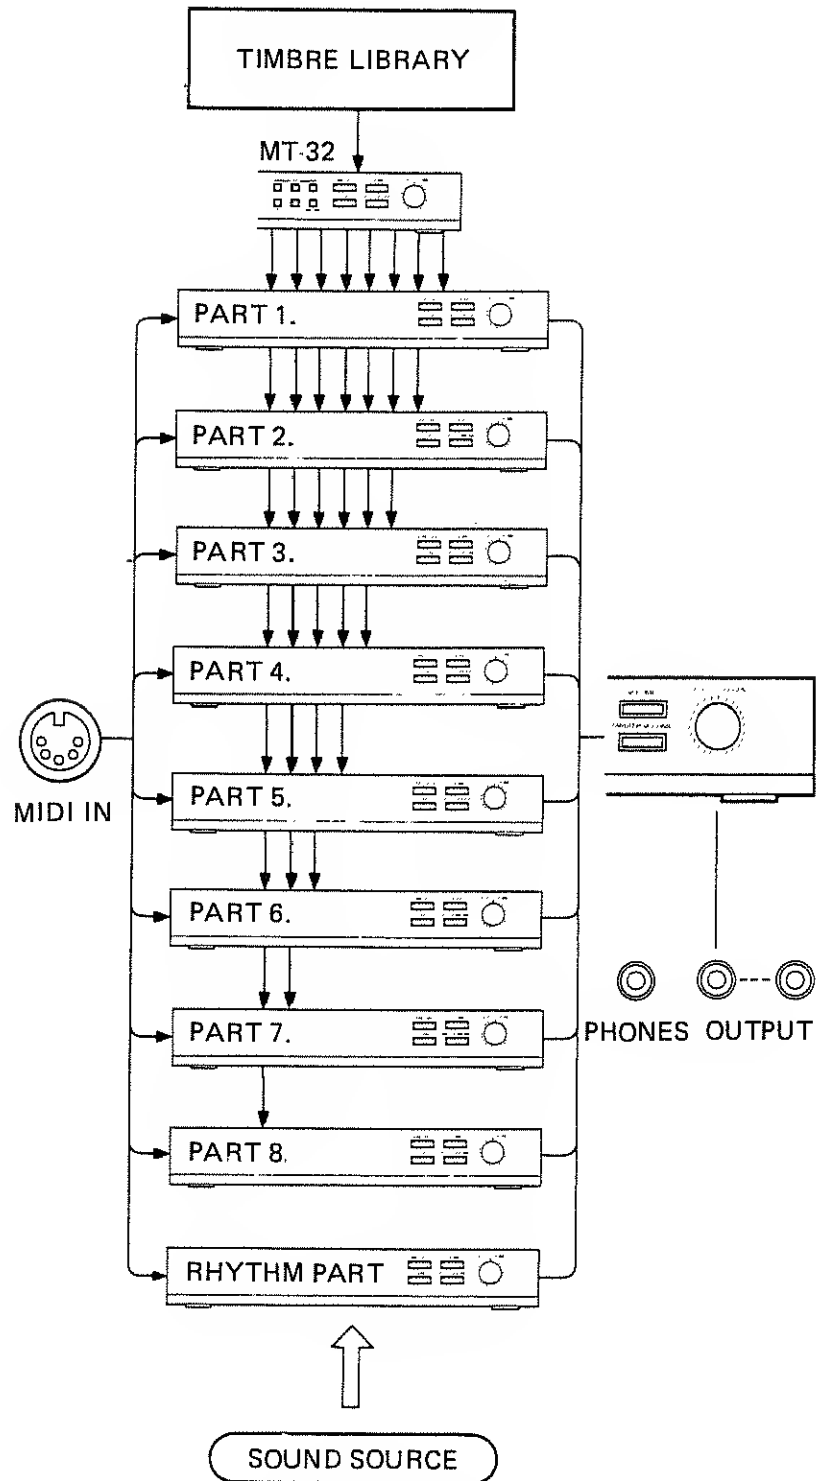 TIMBRE LIBRARY
MT-32
PART 1.
PART 2.
PART 3.
PART 4.
PART 5.
PART 6.
PART 7.
PART 8.
RHYTHM PART
MIDI IN
PHONES OUTPUT
SOUND SOURCE